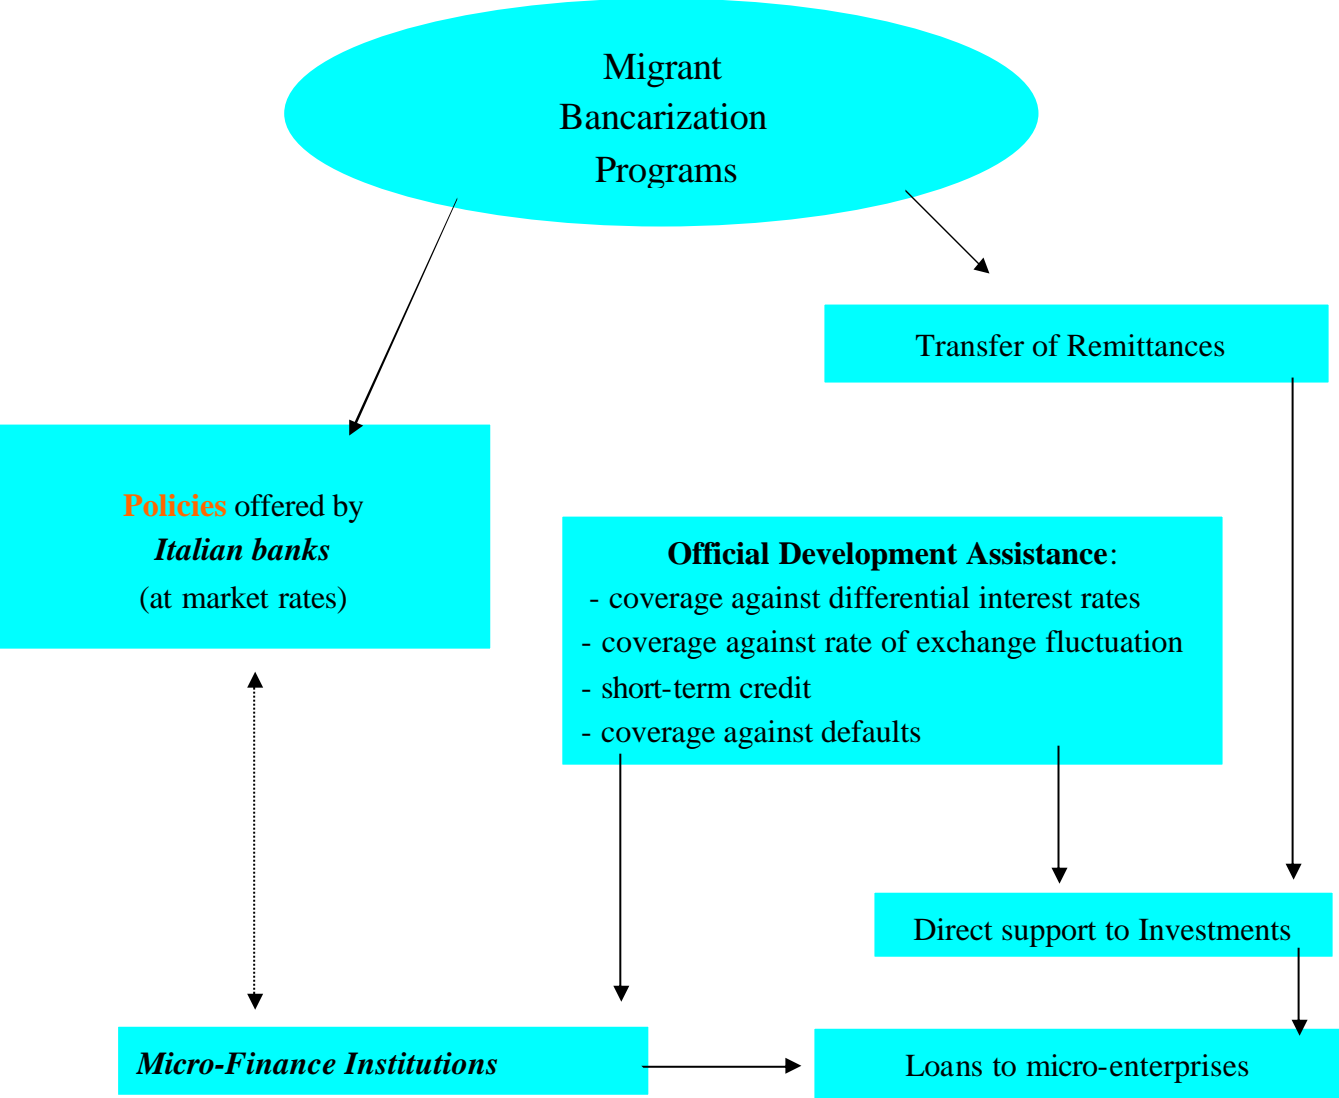 Migrant
Bancarization
Programs
Transfer of Remittances
Policies offered by
Italian banks
(at market rates)
Official Development Assistance:
- coverage against differential interest rates
- coverage against rate of exchange fluctuation
- short-term credit
- coverage against defaults
Direct support to Investments
Micro-Finance Institutions
Loans to micro-enterprises